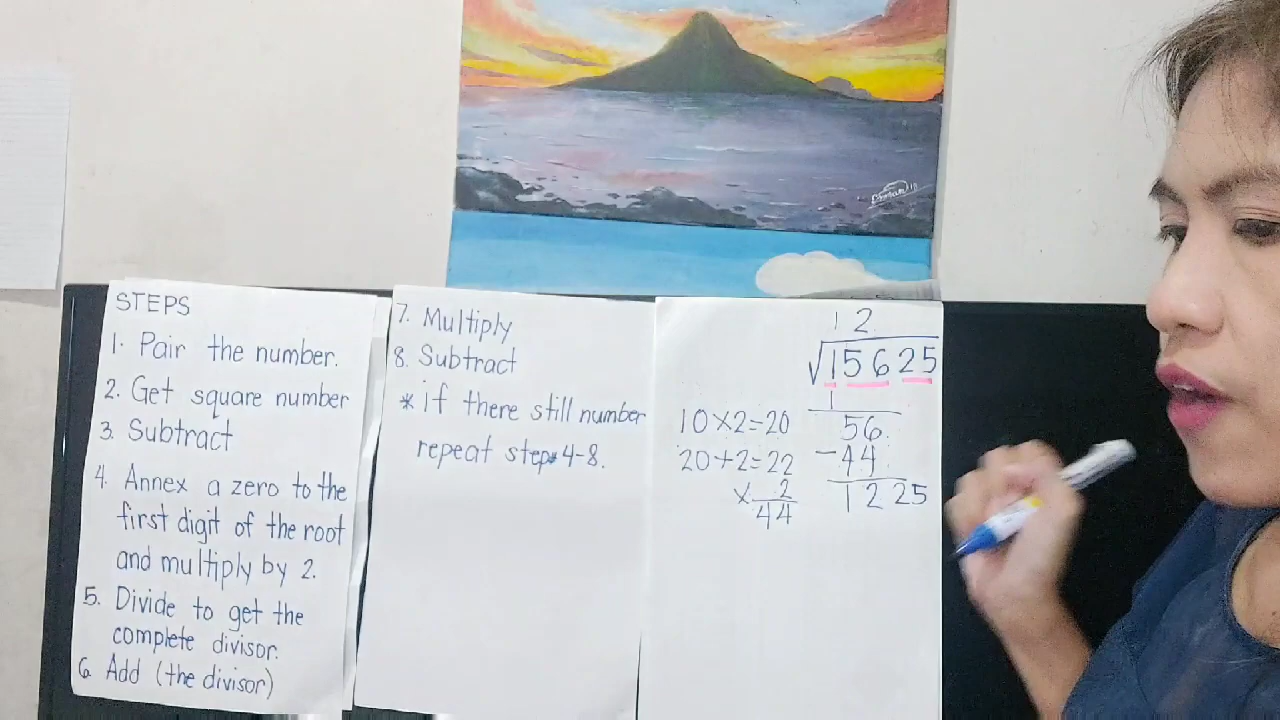 STEPS
1. Pair the number.
2. Get square number
3. Subtract
4. Annex a zero to the
first digit of the root
and multiply by 2.
5. Divide to get the
complete divisor.
6 Add (the divisor)
7. Multiply
8. Subtract
* if there still number
repeat steps 4-8.
12
√15625
1
10×2=20 56
20+2=22 -44
×2 1225
44